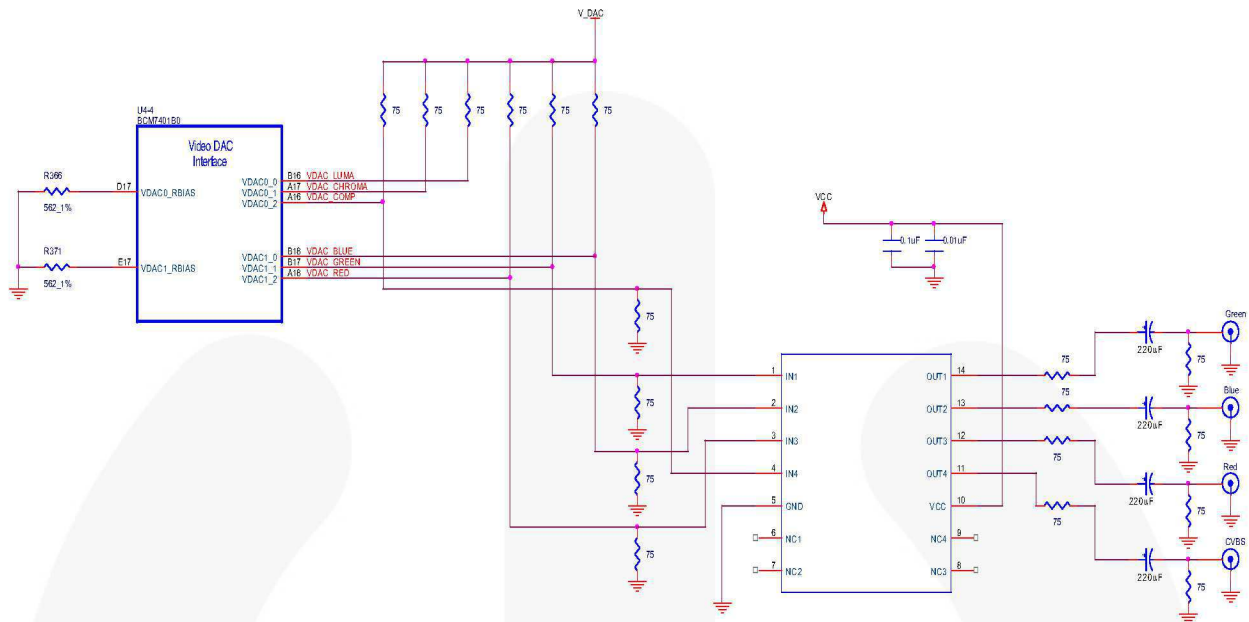 V_DAC
U4-4
BCM7401B0
Video DAC
Interface
75 75 75 75 75 75
R366
562_1%
D17 VDAC0_RBIAS
VDAC0_0 B16 VDAC_LUMA
VDAC0_1 A17 VDAC_CHROMA
VDAC0_2 A16 VDAC_COMP
R371
562_1%
E17 VDAC1_RBIAS
VDAC1_0 B18 VDAC_BLUE
VDAC1_1 B17 VDAC_GREEN
VDAC1_2 A18 VDAC_RED
VCC
0.1uF 0.01uF
75
75
75
75
1 IN1 OUT1 14
2 IN2 OUT2 13
3 IN3 OUT3 12
4 IN4 OUT4 11
5 GND VCC 10
6 NC1 NC4 9
7 NC2 NC3 8
75
75
75
75
Green
220uF
75
Blue
220uF
75
Red
220uF
75
CVBS
220uF
75